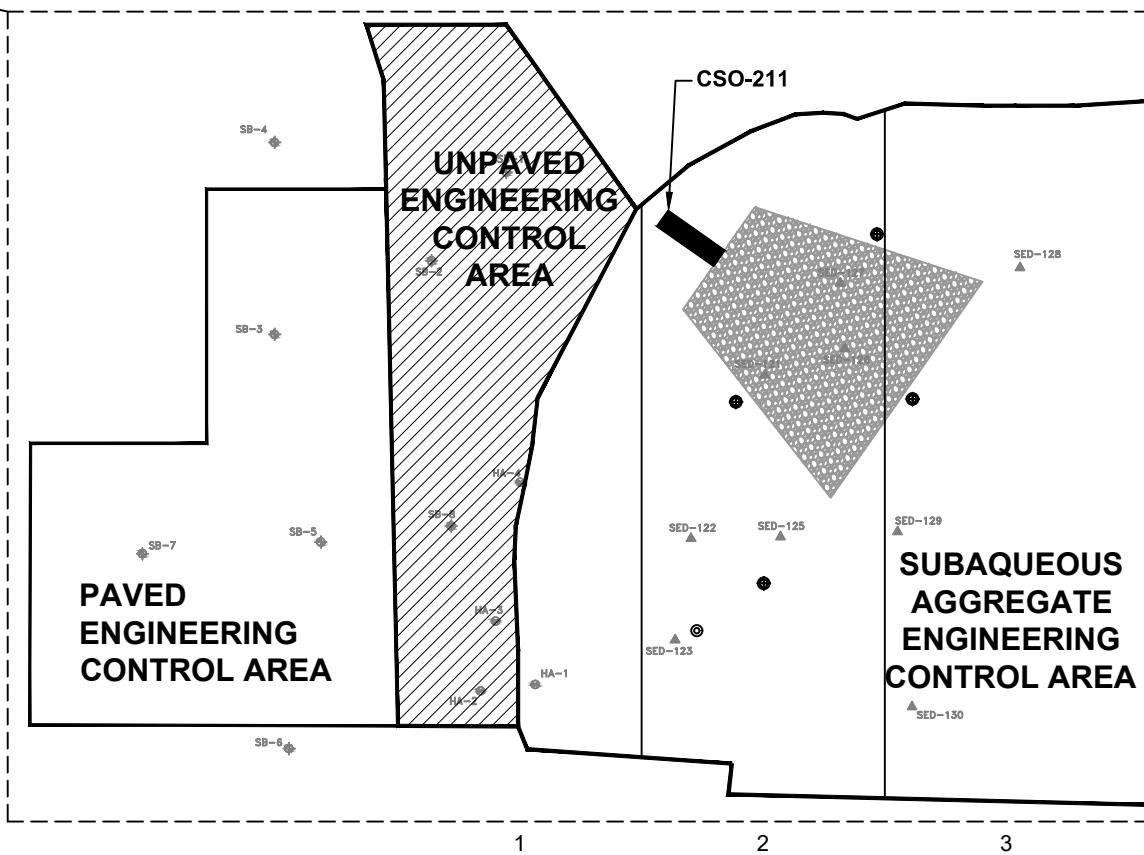 CSO-211
SB-4
UNPAVED
ENGINEERING
CONTROL
AREA
SB-2
SED-128
SB-3
SED-121
HA-4
SB-8
SED-122
SED-125
SED-129
SB-5
SB-7
PAVED
ENGINEERING
CONTROL AREA
SUBAQUEOUS
AGGREGATE
ENGINEERING
CONTROL AREA
HA-3
SED-123
HA-1
HA-2
SED-130
SB-6
1
2
3